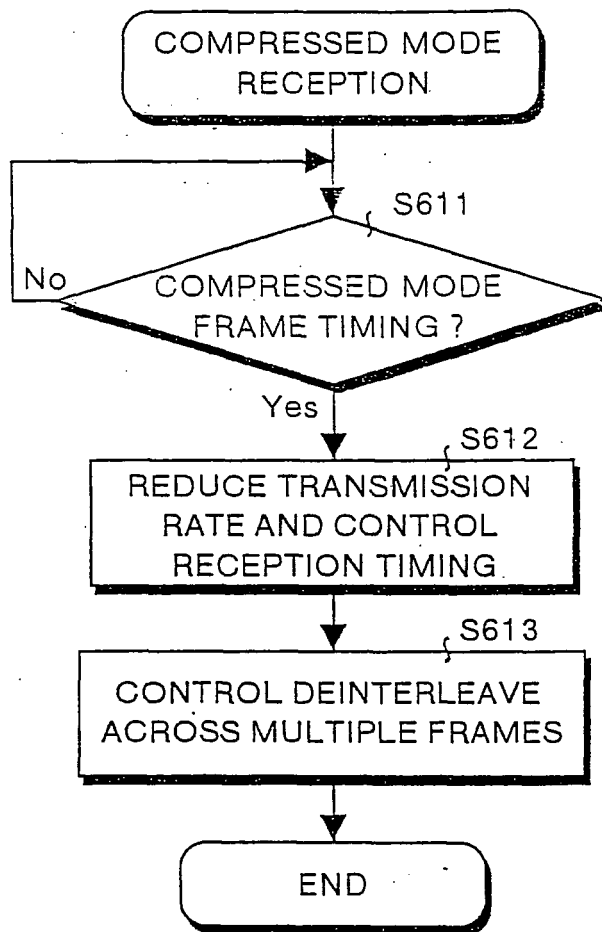 COMPRESSED MODE
RECEPTION
S611
No
COMPRESSED MODE
FRAME TIMING ?
Yes
S612
REDUCE TRANSMISSION
RATE AND CONTROL
RECEPTION TIMING
S613
CONTROL DEINTERLEAVE
ACROSS MULTIPLE FRAMES
END